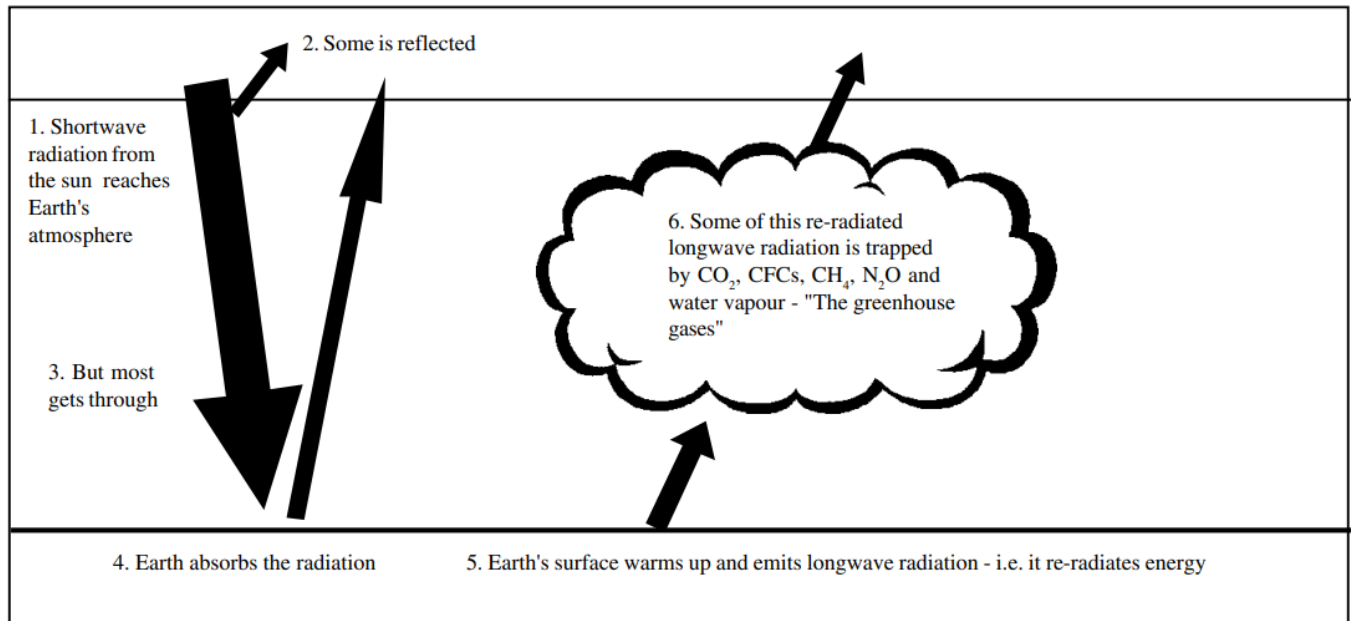 2. Some is reflected
1. Shortwave
radiation from
the sun reaches
Earth's
atmosphere
6. Some of this re-radiated
longwave radiation is trapped
by CO₂, CFCs, CH₄, N₂O and
water vapour - "The greenhouse
gases"
3. But most
gets through
4. Earth absorbs the radiation
5. Earth's surface warms up and emits longwave radiation - i.e. it re-radiates energy